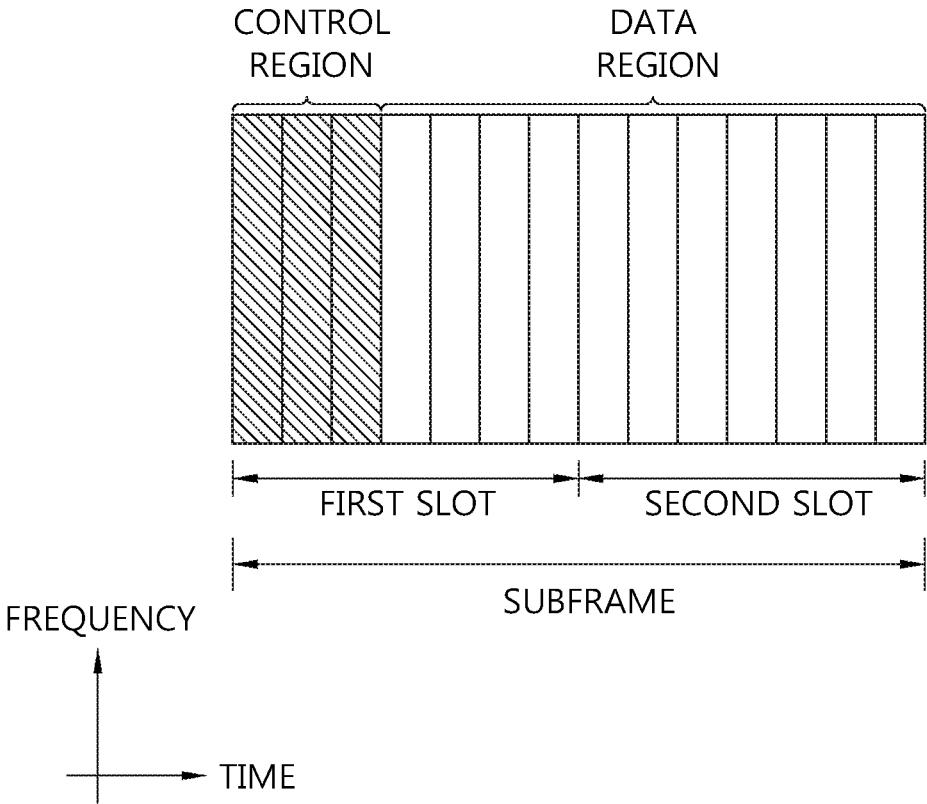 CONTROL
REGION
DATA
REGION
FIRST SLOT
SECOND SLOT
SUBFRAME
FREQUENCY
TIME